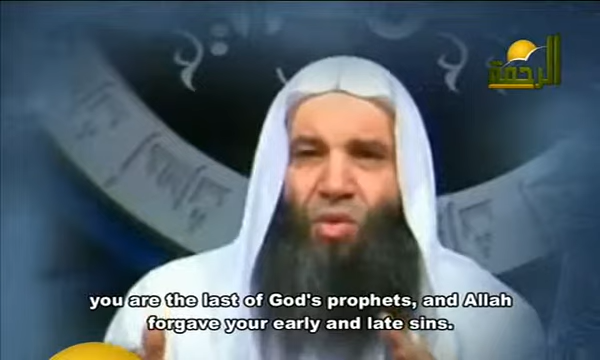 الرحمة
you are the last of God's prophets, and Allah
forgave your early and late sins.